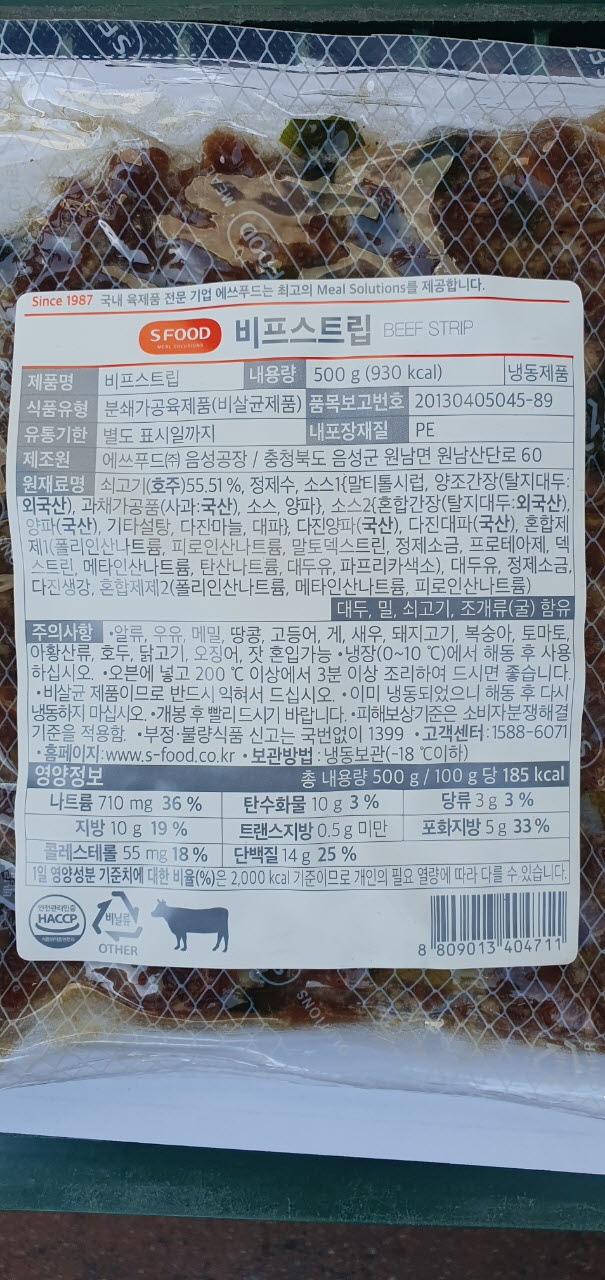 Since 1987 국내 육제품 전문 기업 에쓰푸드는 최고의 Meal Solutions를 제공합니다.
S FOOD
MEAL SOLUTIONS
비프스트립 BEEF STRIP
제품명 비프스트립 내용량 500 g (930 kcal) 냉동제품
식품유형 분쇄가공육제품(비살균제품) 품목보고번호 20130405045-89
유통기한 별도 표시일까지 내포장재질 PE
제조원 에쓰푸드㈜ 음성공장 / 충청북도 음성군 원남면 원남산단로 60
원재료명 쇠고기(호주)55.51%, 정제수, 소스1{말티톨시럽, 양조간장(탈지대두:
외국산), 과채가공품(사과:국산), 소스, 양파}, 소스2{혼합간장(탈지대두:외국산),
양파(국산), 기타설탕, 다진마늘, 대파}, 다진양파(국산), 다진대파(국산), 혼합제
제1(폴리인산나트륨, 피로인산나트륨, 말토덱스트린, 정제소금, 프로테아제, 덱
스트린, 메타인산나트륨, 탄산나트륨, 대두유, 파프리카색소), 대두유, 정제소금,
다진생강, 혼합제제2(폴리인산나트륨, 메타인산나트륨, 피로인산나트륨)
대두, 밀, 쇠고기, 조개류(굴) 함유
주의사항 •알류, 우유, 메밀, 땅콩, 고등어, 게, 새우, 돼지고기, 복숭아, 토마토,
아황산류, 호두, 닭고기, 오징어, 잣 혼입가능 •냉장(0~10 ℃)에서 해동 후 사용
하십시오. •오븐에 넣고 200 ℃ 이상에서 3분 이상 조리하여 드시면 좋습니다.
•비살균 제품이므로 반드시 익혀서 드십시오. •이미 냉동되었으니 해동 후 다시
냉동하지 마십시오. •개봉 후 빨리 드시기 바랍니다. •피해보상기준은 소비자분쟁해결
기준을 적용함. •부정·불량식품 신고는 국번없이 1399 •고객센터:1588-6071
•홈페이지:www.s-food.co.kr •보관방법:냉동보관(-18 ℃이하)
영양정보 총 내용량 500 g / 100 g 당 185 kcal
나트륨 710 mg 36 % 탄수화물 10 g 3 % 당류 3 g 3 %
지방 10 g 19 % 트랜스지방 0.5 g 미만 포화지방 5 g 33 %
콜레스테롤 55 mg 18 % 단백질 14 g 25 %
1일 영양성분 기준치에 대한 비율(%)은 2,000 kcal 기준이므로 개인의 필요 열량에 따라 다를 수 있습니다.
안전관리인증
HACCP
비닐류
OTHER
8 809013 404711